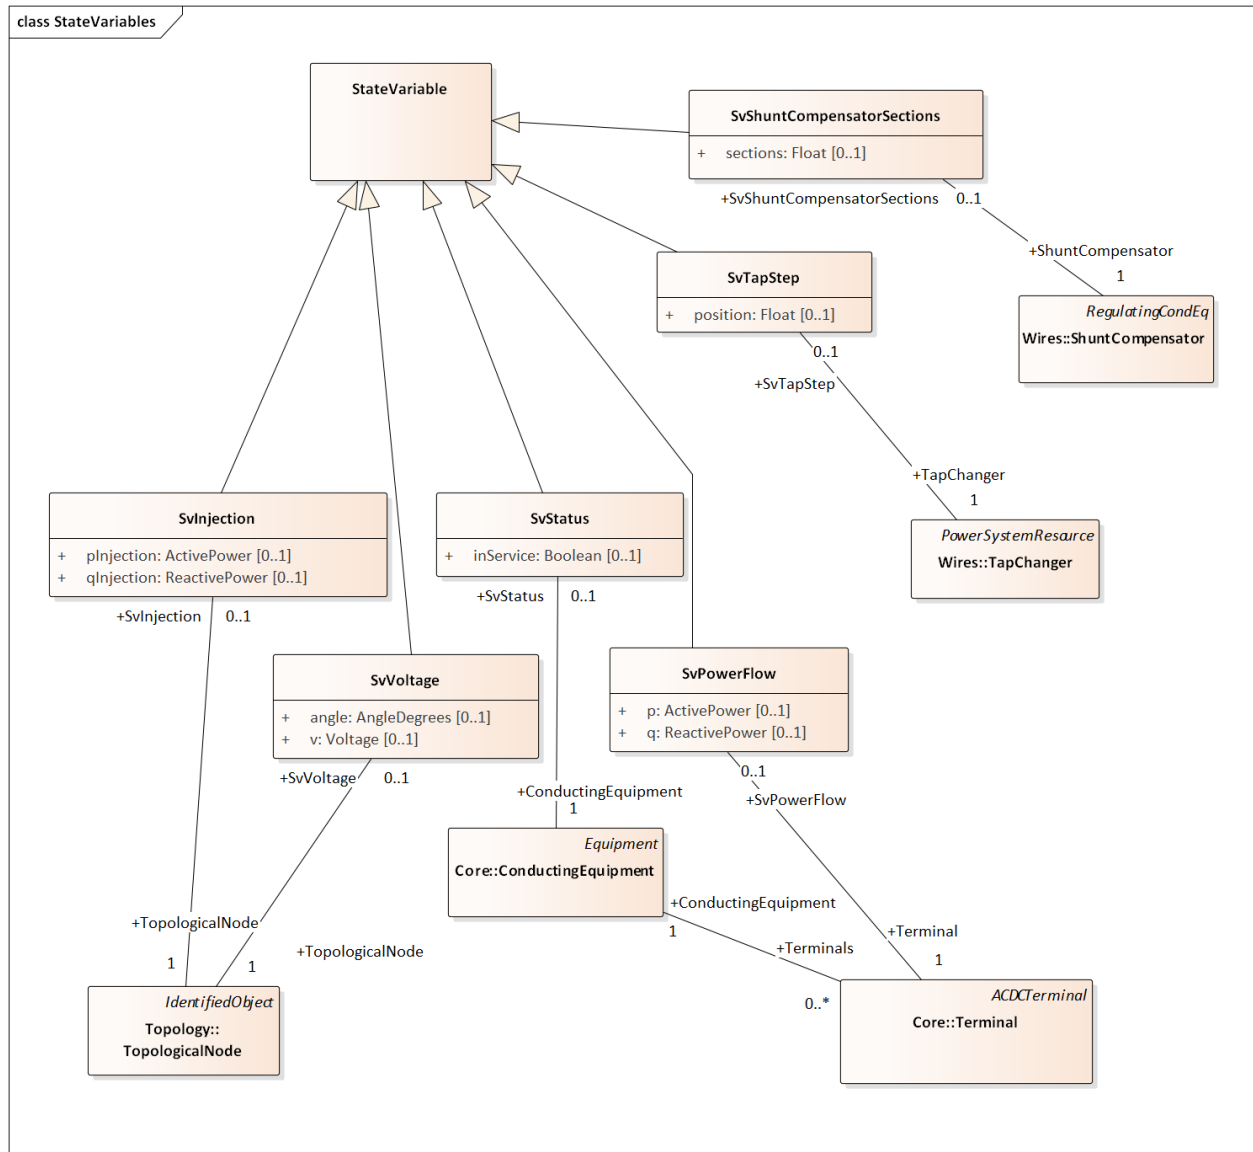 class StateVariables
StateVariable
SvShuntCompensatorSections
+ sections: Float [0..1]
+SvShuntCompensatorSections 0..1
+ShuntCompensator
1
RegulatingCondEq
Wires::ShuntCompensator
SvTapStep
+ position: Float [0..1]
0..1
+SvTapStep
+TapChanger
1
PowerSystemResource
Wires::TapChanger
SvInjection
+ pInjection: ActivePower [0..1]
+ qInjection: ReactivePower [0..1]
+SvInjection 0..1
SvStatus
+ inService: Boolean [0..1]
+SvStatus 0..1
SvVoltage
+ angle: AngleDegrees [0..1]
+ v: Voltage [0..1]
+SvVoltage 0..1
SvPowerFlow
+ p: ActivePower [0..1]
+ q: ReactivePower [0..1]
0..1
+SvPowerFlow
+ConductingEquipment
1
Equipment
Core::ConductingEquipment
+ConductingEquipment
1
+Terminals
0..*
+Terminal
1
ACDCTerminal
Core::Terminal
+TopologicalNode
1
+TopologicalNode
1
IdentifiedObject
Topology::
TopologicalNode